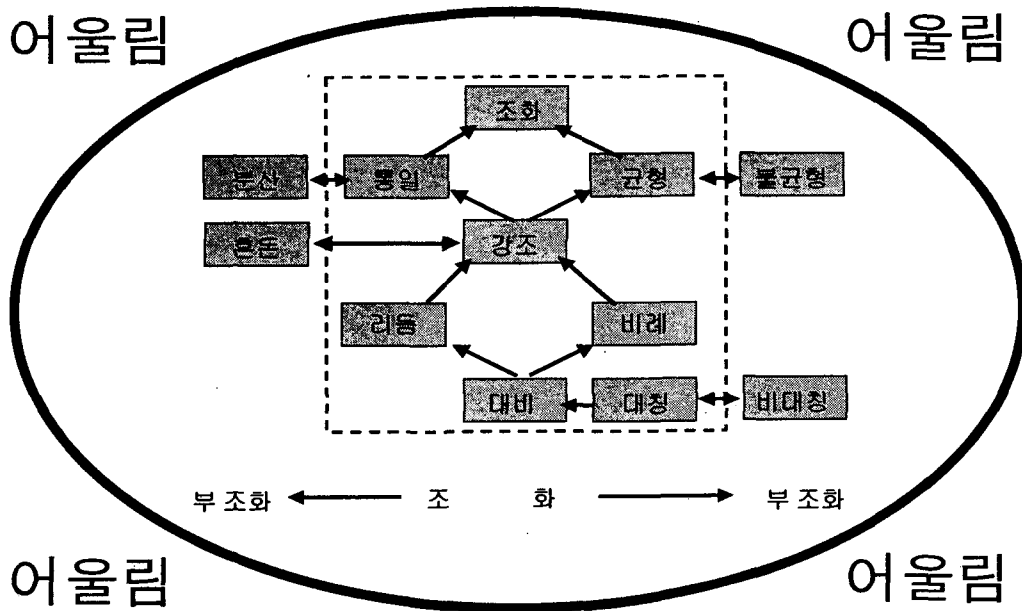 어울림 어울림
조화
분산 통일 균형 불균형
혼돈 강조
리듬 비례
대비 대칭 비대칭
부조화 조 화 부조화
어울림 어울림